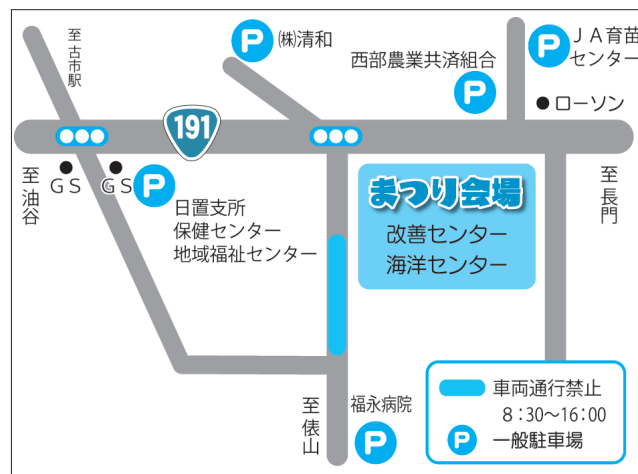 至古市駅
P
㈱清和
西部農業共済組合
P
P
JA育苗
センター
●ローソン
191
至油谷
GS
GS
P
日置支所
保健センター
地域福祉センター
まつり会場
改善センター
海洋センター
至長門
至俵山
福永病院
P
車両通行禁止
8:30〜16:00
P 一般駐車場